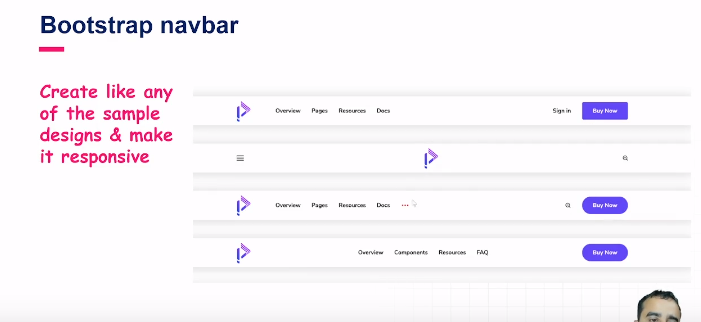 Bootstrap navbar
Create like any
of the sample
designs & make
it responsive
Overview Pages Resources Docs Sign in Buy Now
Overview Pages Resources Docs ... Buy Now
Overview Components Resources FAQ Buy Now